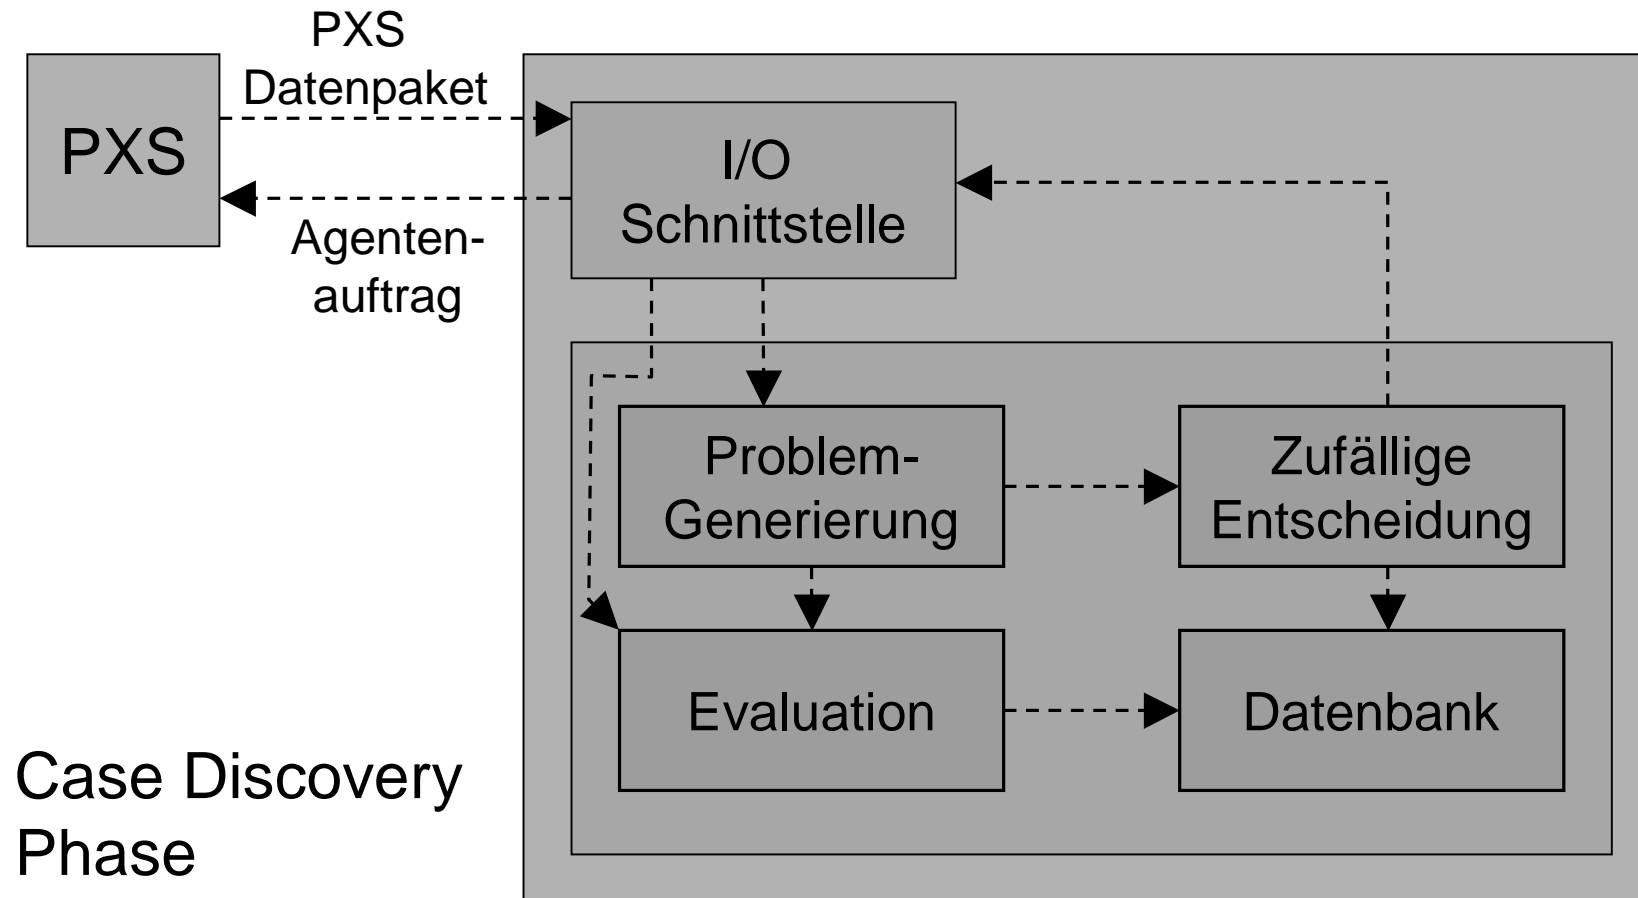 PXS
Datenpaket
PXS
Agenten-
auftrag
I/O
Schnittstelle
Problem-
Generierung
Zufällige
Entscheidung
Evaluation
Datenbank
Case Discovery
Phase